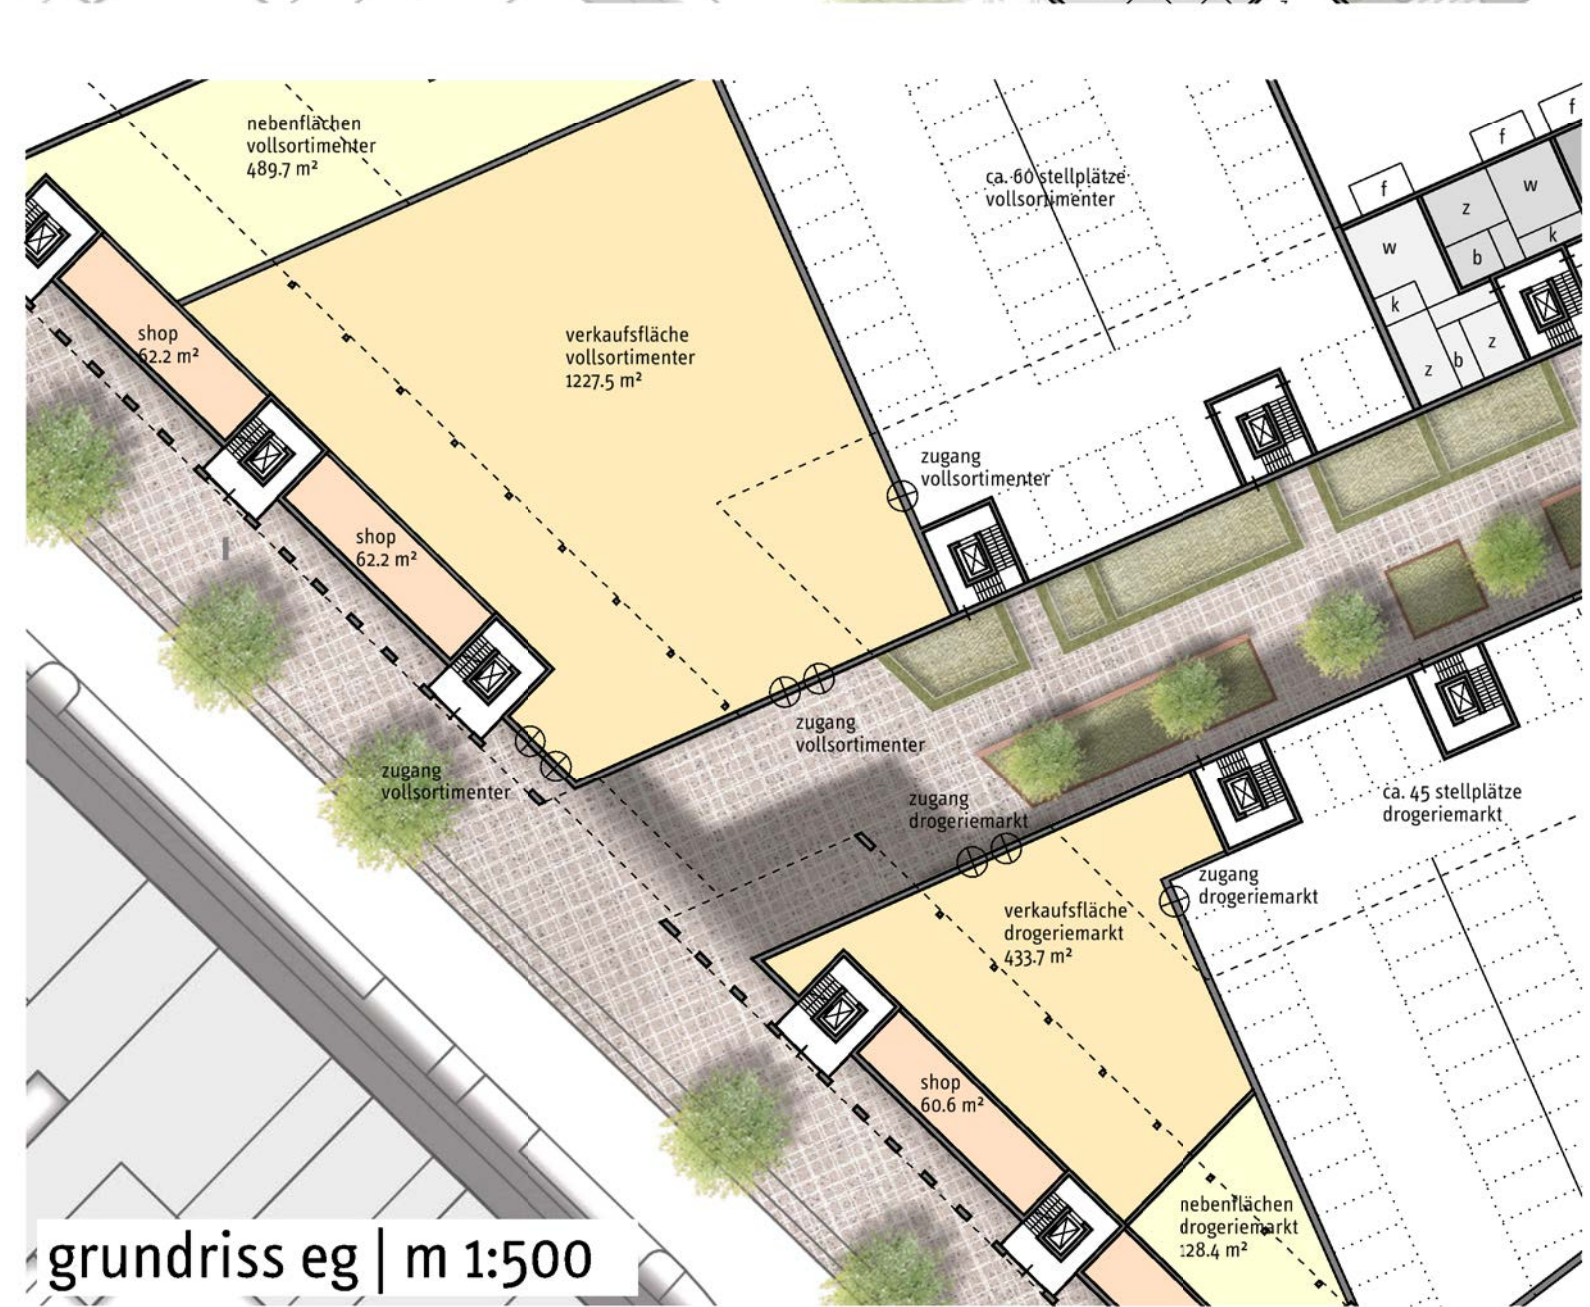 nebenflächen
vollsortimenter
489.7 m²
ca. 60 stellplätze
vollsortimenter
f
f
f
w
z
w
b
k
k
z
b
z
shop
62.2 m²
verkaufsfläche
vollsortimenter
1227.5 m²
zugang
vollsortimenter
shop
62.2 m²
zugang
vollsortimenter
zugang
vollsortimenter
zugang
drogeriemarkt
ca. 45 stellplätze
drogeriemarkt
zugang
drogeriemarkt
verkaufsfläche
drogeriemarkt
433.7 m²
shop
60.6 m²
nebenflächen
drogeriemarkt
128.4 m²
grundriss eg | m 1:500